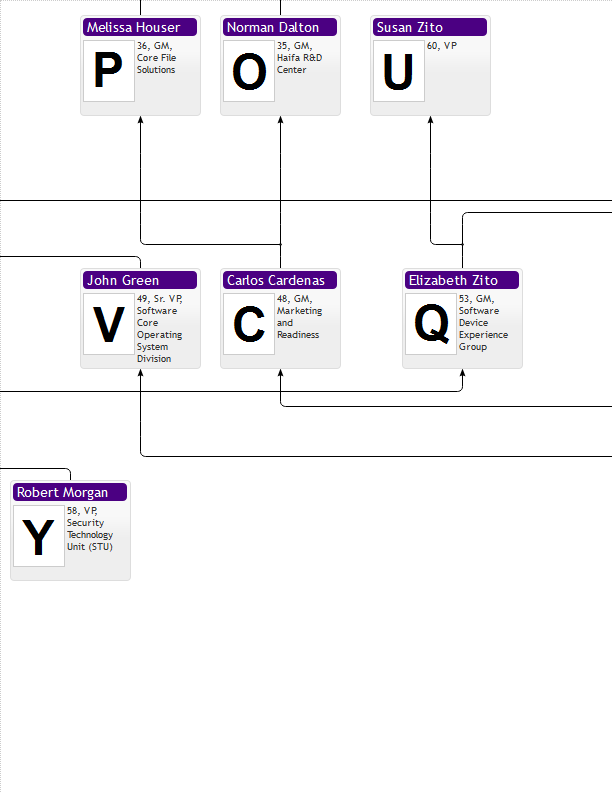 Melissa Houser
P
36, GM,
Core File
Solutions
Norman Dalton
O
35, GM,
Haifa R&D
Center
Susan Zito
U
60, VP
John Green
V
49, Sr. VP,
Software
Core
Operating
System
Division
Carlos Cardenas
C
48, GM,
Marketing
and
Readiness
Elizabeth Zito
Q
53, GM,
Software
Device
Experience
Group
Robert Morgan
Y
58, VP,
Security
Technology
Unit (STU)